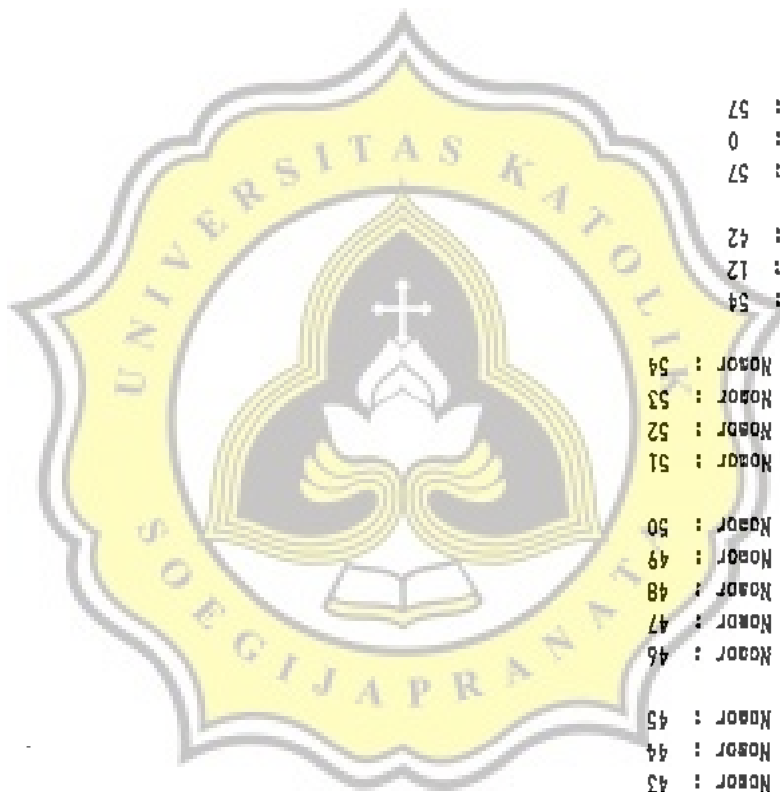 Nomor : 43
Nomor : 44
Nomor : 45
Nomor : 46
Nomor : 47
Nomor : 48
Nomor : 49
Nomor : 50
Nomor : 51
Nomor : 52
Nomor : 53
Nomor : 54
: 54
: 12
: 42
: 57
: 0
: 57
UNIVERSITAS KATOLIK
SOEGIJAPRANATA